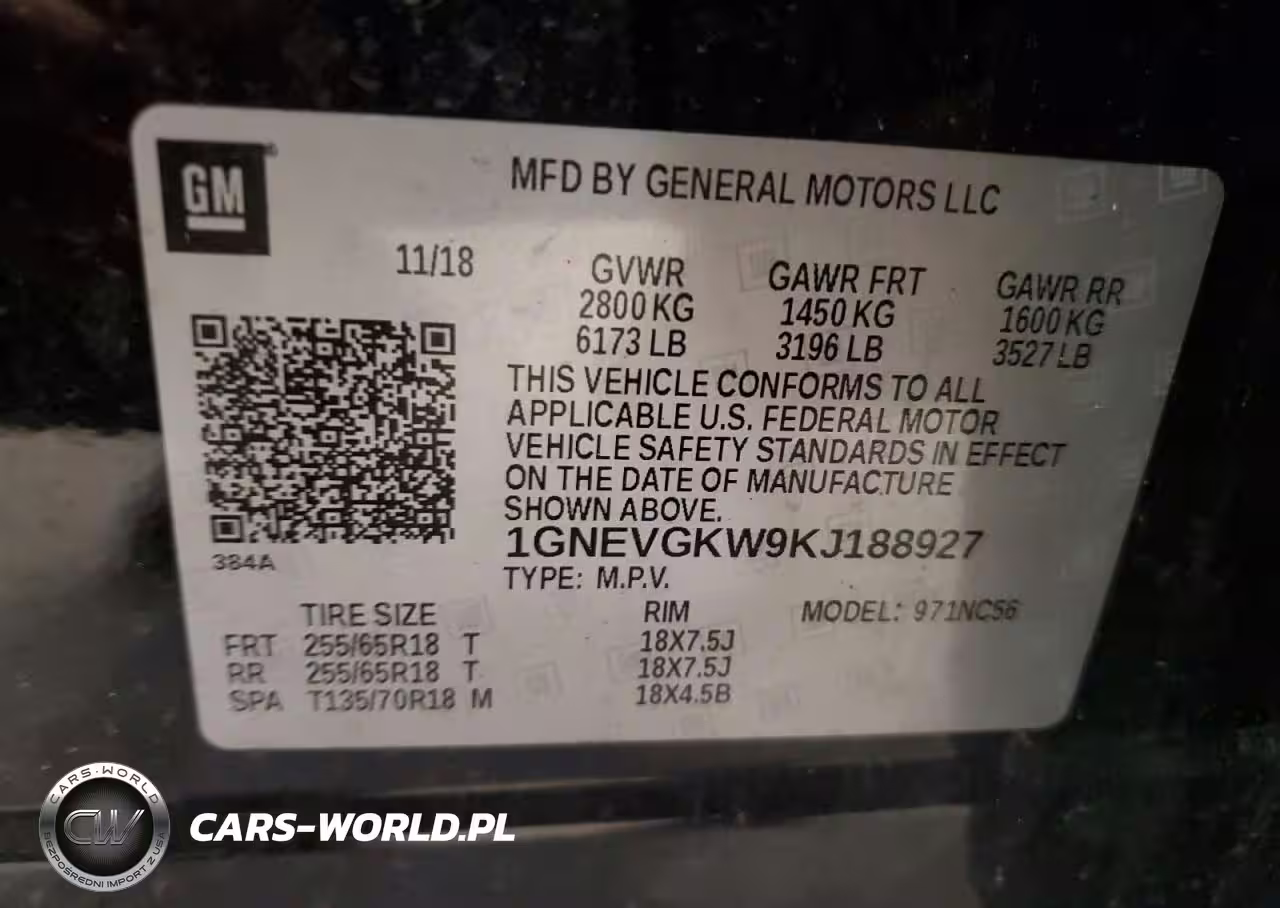 GM
MFD BY GENERAL MOTORS LLC
11/18 GVWR GAWR FRT GAWR RR
2800 KG 1450 KG 1600 KG
6173 LB 3196 LB 3527 LB
THIS VEHICLE CONFORMS TO ALL
APPLICABLE U.S. FEDERAL MOTOR
VEHICLE SAFETY STANDARDS IN EFFECT
ON THE DATE OF MANUFACTURE
SHOWN ABOVE.
384A
1GNEVGKW9KJ188927
TYPE: M.P.V.
TIRE SIZE RIM MODEL: 971NC56
FRT 255/65R18 T 18X7.5J
RR 255/65R18 T 18X7.5J
SPA T135/70R18 M 18X4.5B
CARS-WORLD
CW
BEZPOŚREDNI IMPORT Z USA
CARS-WORLD.PL